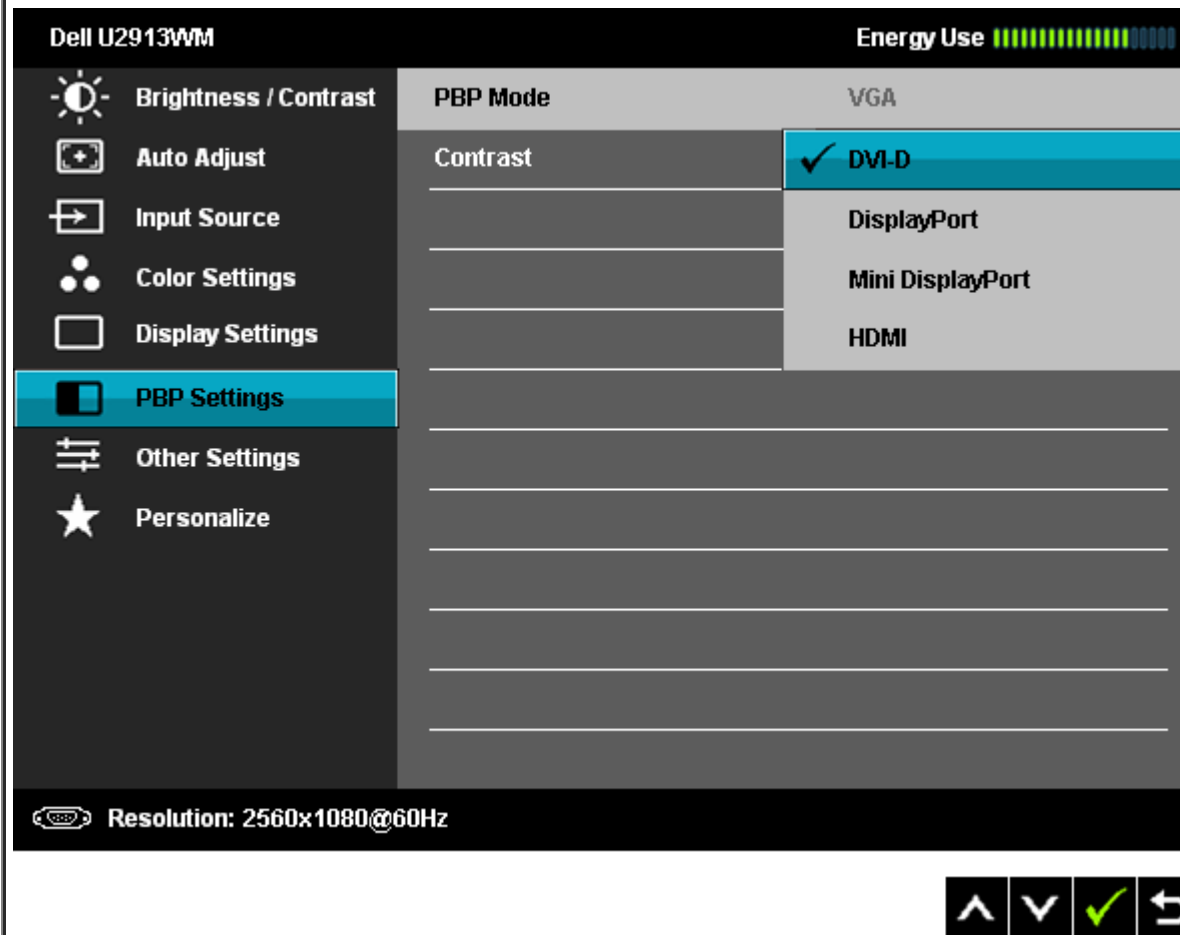 Dell U2913WM Energy Use
Brightness / Contrast PBP Mode VGA
Auto Adjust Contrast DVI-D
Input Source DisplayPort
Color Settings Mini DisplayPort
Display Settings HDMI
PBP Settings
Other Settings
Personalize
Resolution: 2560x1080@60Hz